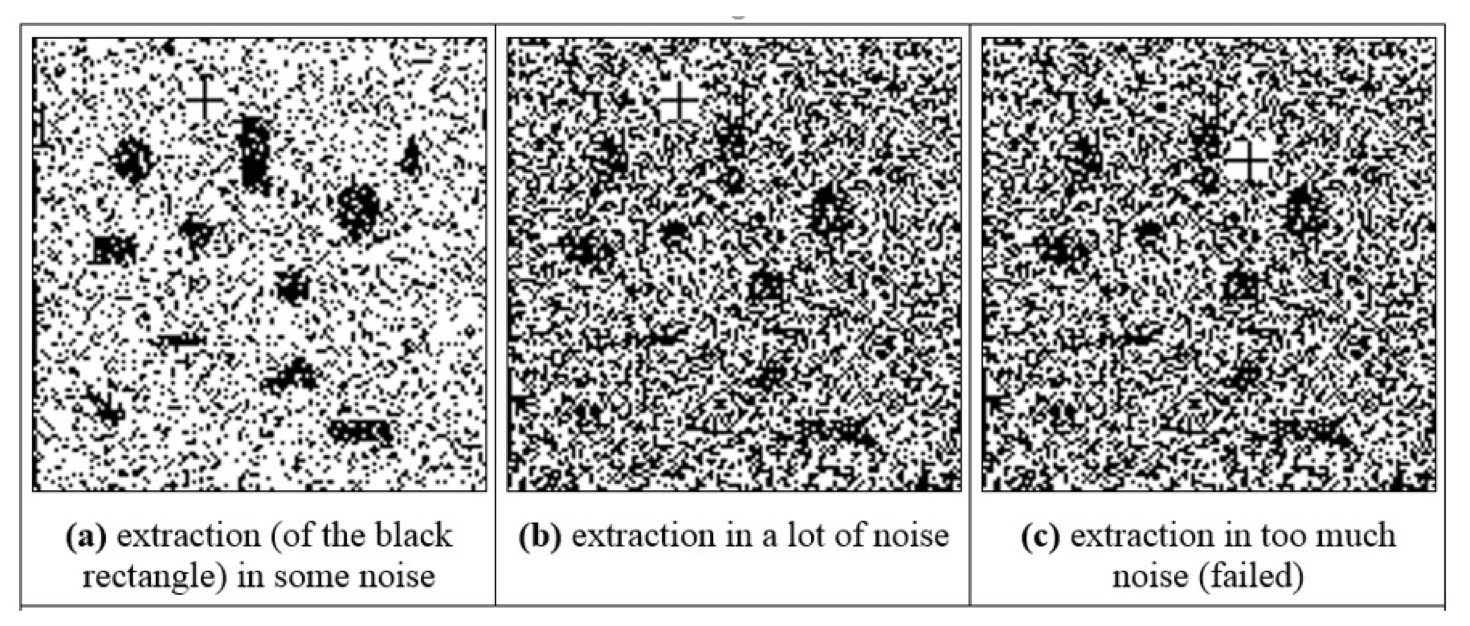 (a) extraction (of the black
rectangle) in some noise
(b) extraction in a lot of noise
(c) extraction in too much
noise (failed)